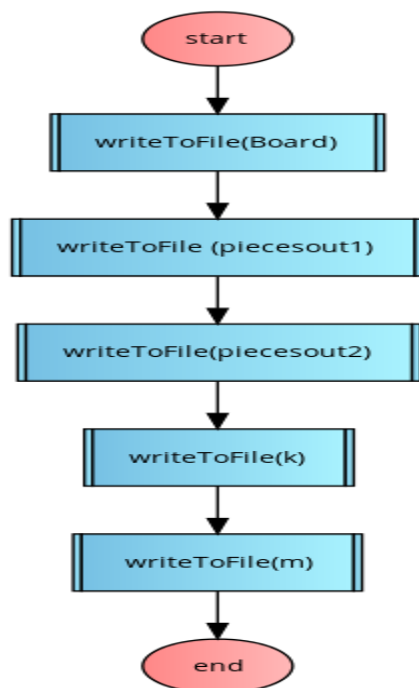 start
writeToFile(Board)
writeToFile (piecesout1)
writeToFile(piecesout2)
writeToFile(k)
writeToFile(m)
end